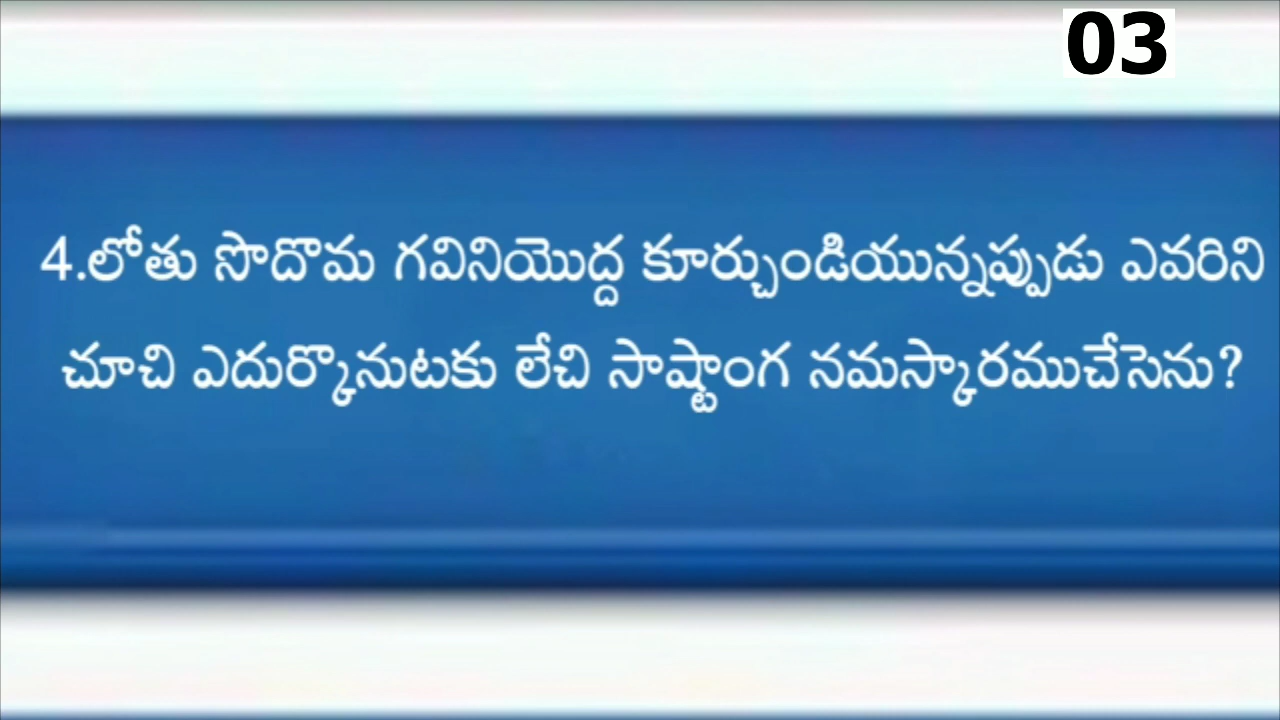 03
4.లోతు సొదొమ గవినియొద్ద కూర్చుండియున్నప్పుడు ఎవరిని
చూచి ఎదుర్కొనుటకు లేచి సాష్టాంగ నమస్కారముచేసెను?